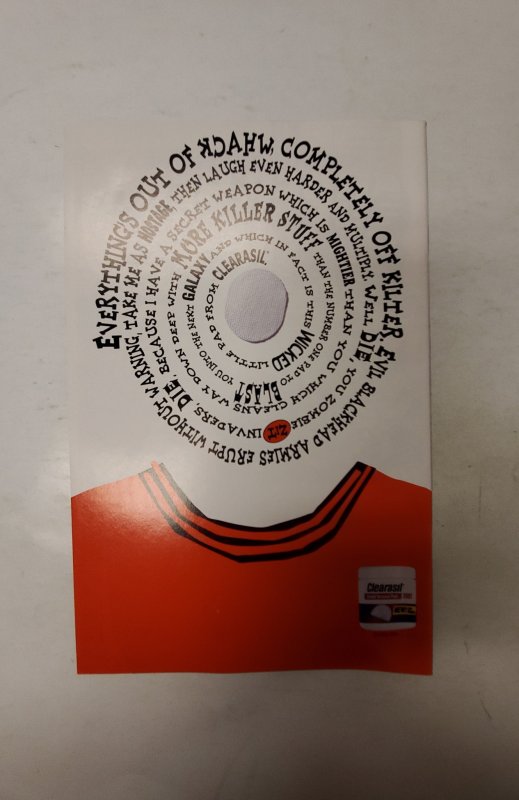 EVERYTHING'S OUT OF WHACK, COMPLETELY OFF KILTER, EVIL BLACKHEAD ARMIES ERUPT WITHOUT WARNING, TAKE ME AS HOSTAGE, THEN LAUGH EVEN HARDER AND MULTIPLY. WELL DIE, YOU ZOMBIE ZIT INVADERS, DIE, BECAUSE I HAVE A SECRET WEAPON WHICH IS MIGHTIER THAN YOU WHICH CLEANS WAY DOWN DEEP WITH MORE KILLER STUFF THAN THE NUMBER ONE PAD TO BLAST YOU INTO THE NEXT GALAXY AND WHICH IN FACT IS THIS WICKED LITTLE PAD FROM CLEARASIL.
Clearasil